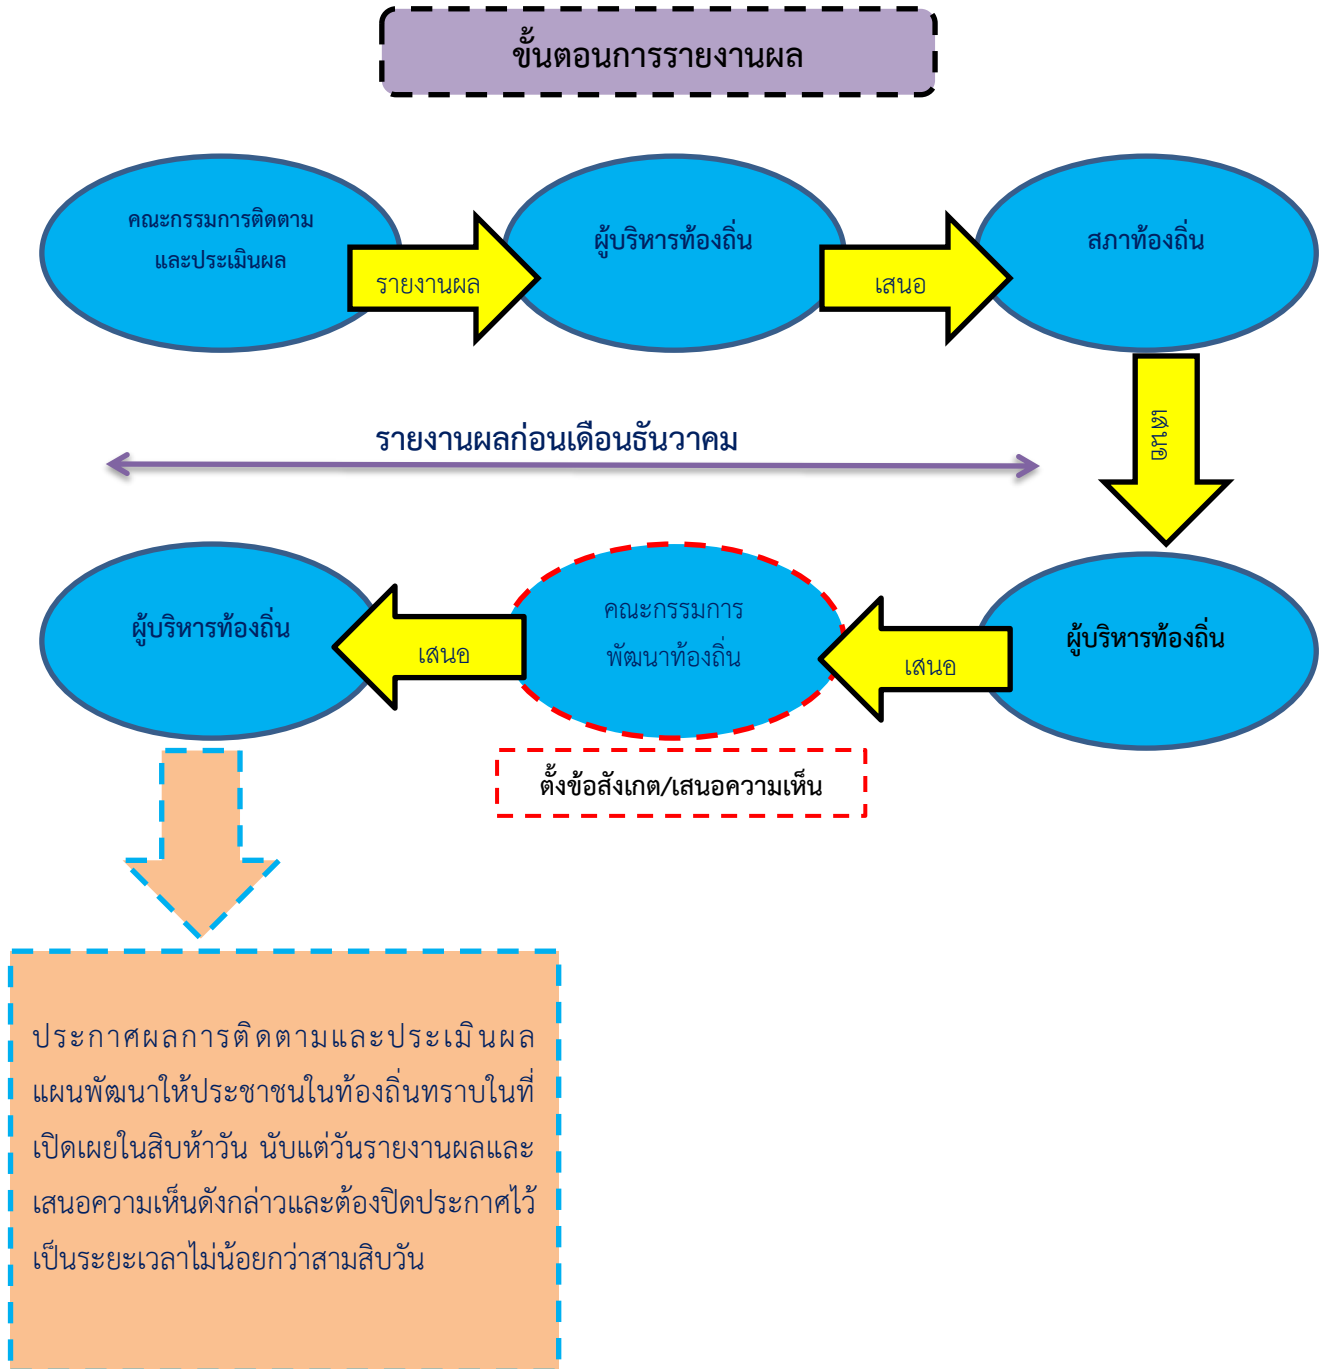 ขั้นตอนการรายงานผล
คณะกรรมการติดตาม
และประเมินผล
รายงานผล
ผู้บริหารท้องถิ่น
เสนอ
สภาท้องถิ่น
เสนอ
รายงานผลก่อนเดือนธันวาคม
ผู้บริหารท้องถิ่น
เสนอ
คณะกรรมการ
พัฒนาท้องถิ่น
ตั้งข้อสังเกต/เสนอความเห็น
เสนอ
ผู้บริหารท้องถิ่น
ประกาศผลการติดตามและประเมินผล
แผนพัฒนาให้ประชาชนในท้องถิ่นทราบในที่
เปิดเผยในสิบห้าวัน นับแต่วันรายงานผลและ
เสนอความเห็นดังกล่าวและต้องปิดประกาศไว้
เป็นระยะเวลาไม่น้อยกว่าสามสิบวัน